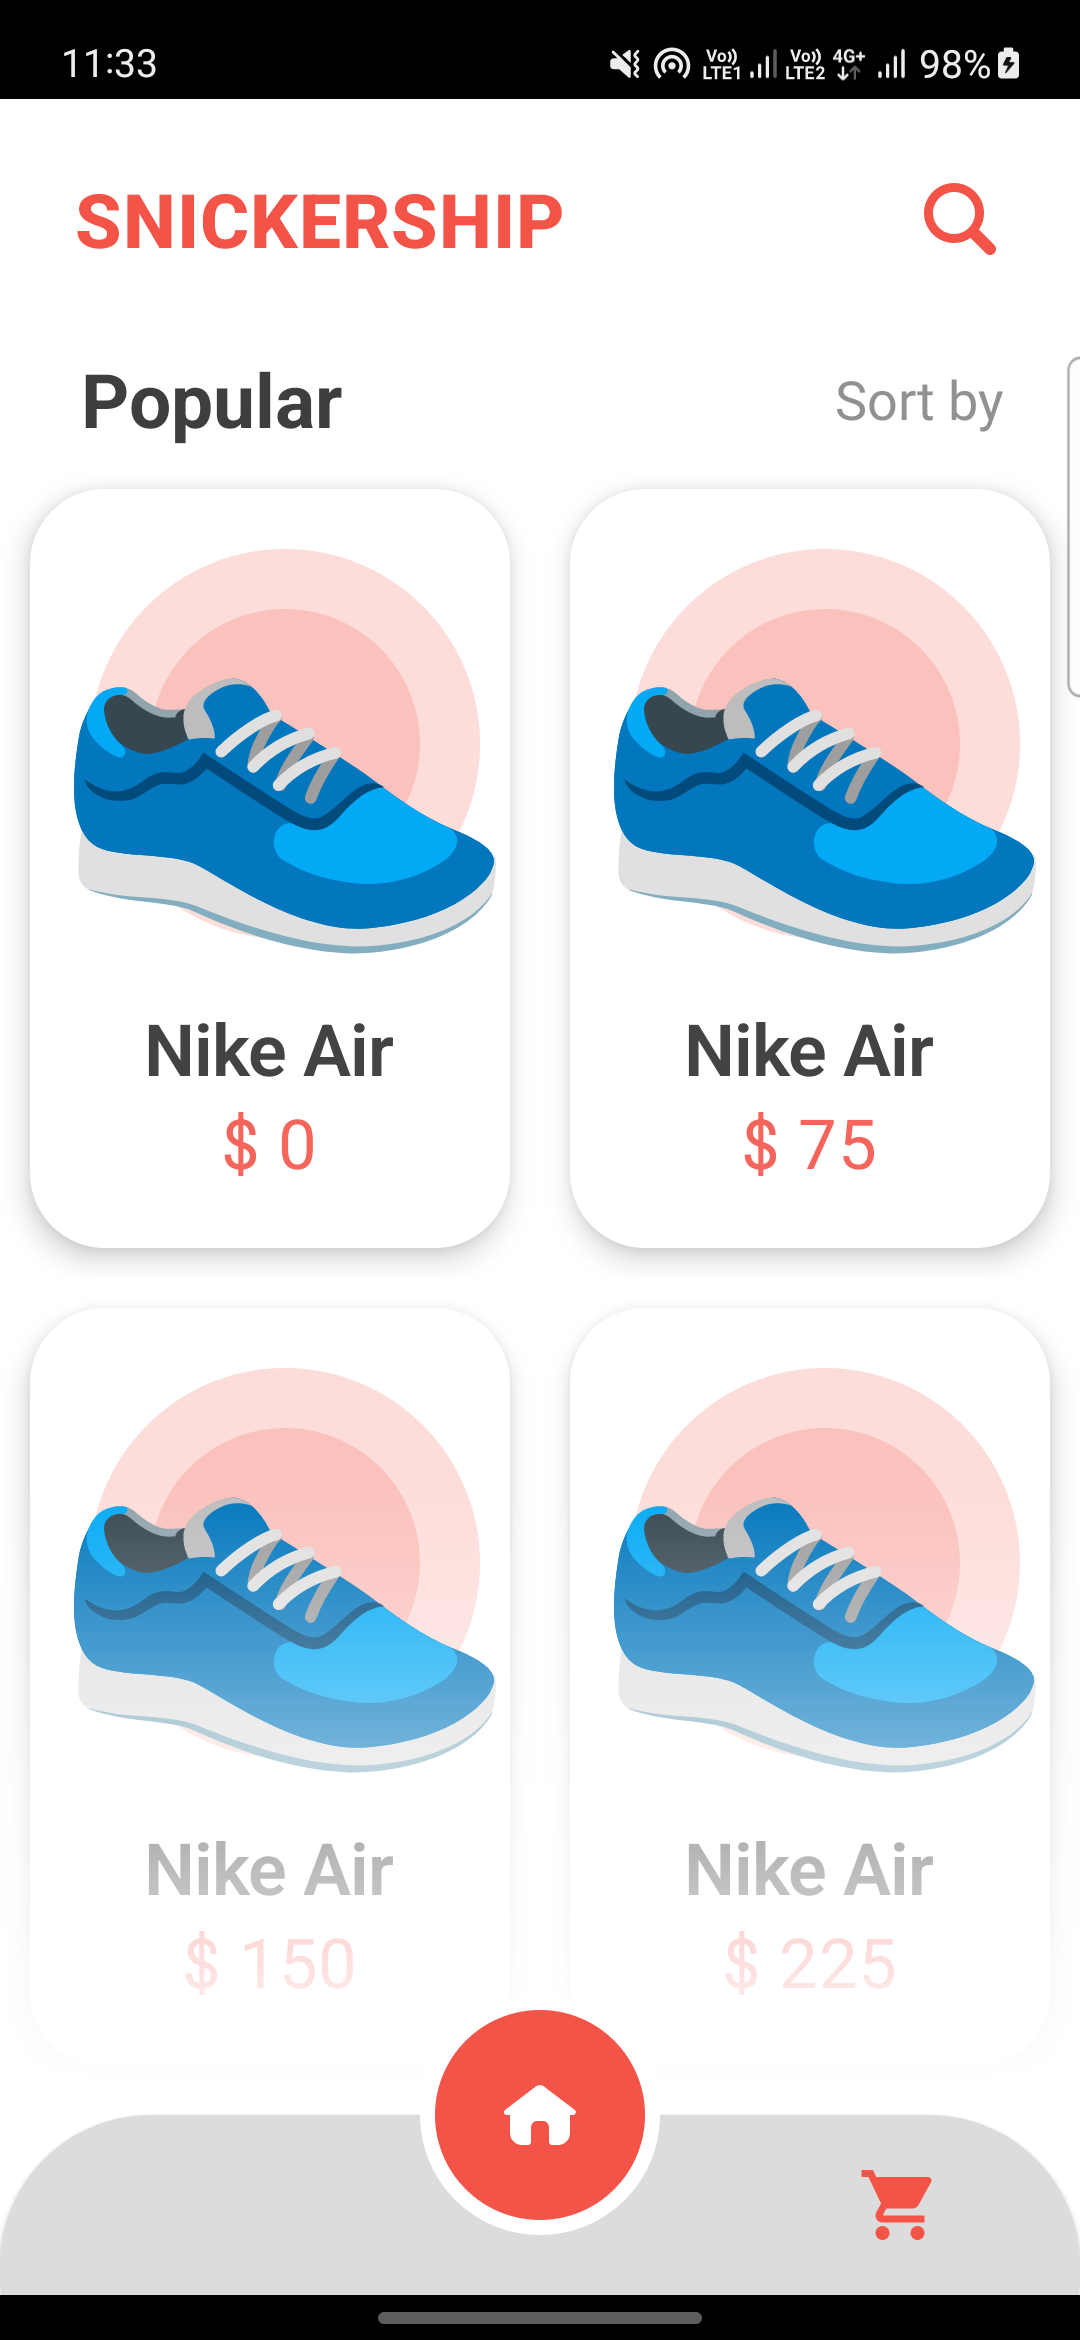 11:33
Vo)) LTE1 Vo)) LTE2 4G+ 98%
SNICKERSHIP
Popular
Sort by
Nike Air
$ 0
Nike Air
$ 75
Nike Air
$ 150
Nike Air
$ 225